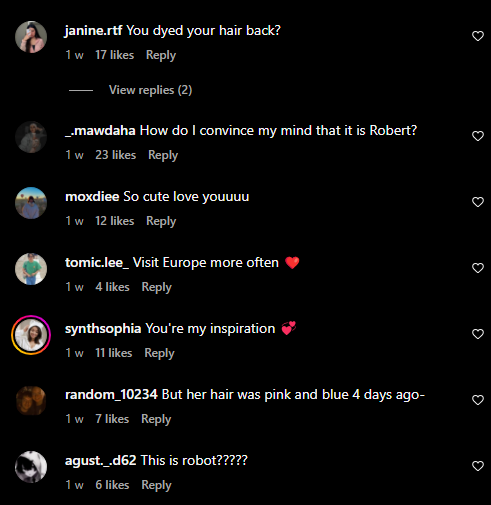 janine.rtf You dyed your hair back?
1 w 17 likes Reply
View replies (2)
_.mawdaha How do I convince my mind that it is Robert?
1 w 23 likes Reply
moxdiee So cute love youuuu
1 w 12 likes Reply
tomic.lee_ Visit Europe more often ❤️
1 w 4 likes Reply
synthsophia You're my inspiration 💞
1 w 11 likes Reply
random_10234 But her hair was pink and blue 4 days ago-
1 w 7 likes Reply
agust._.d62 This is robot?????
1 w 6 likes Reply